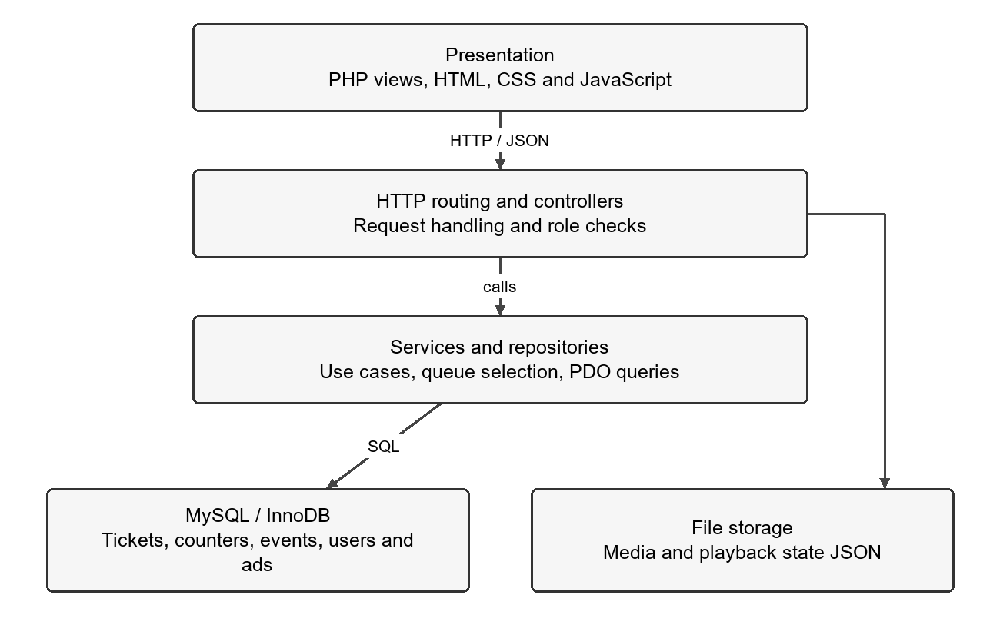 Presentation
PHP views, HTML, CSS and JavaScript
HTTP / JSON
HTTP routing and controllers
Request handling and role checks
calls
Services and repositories
Use cases, queue selection, PDO queries
SQL
MySQL / InnoDB
Tickets, counters, events, users and
ads
File storage
Media and playback state JSON